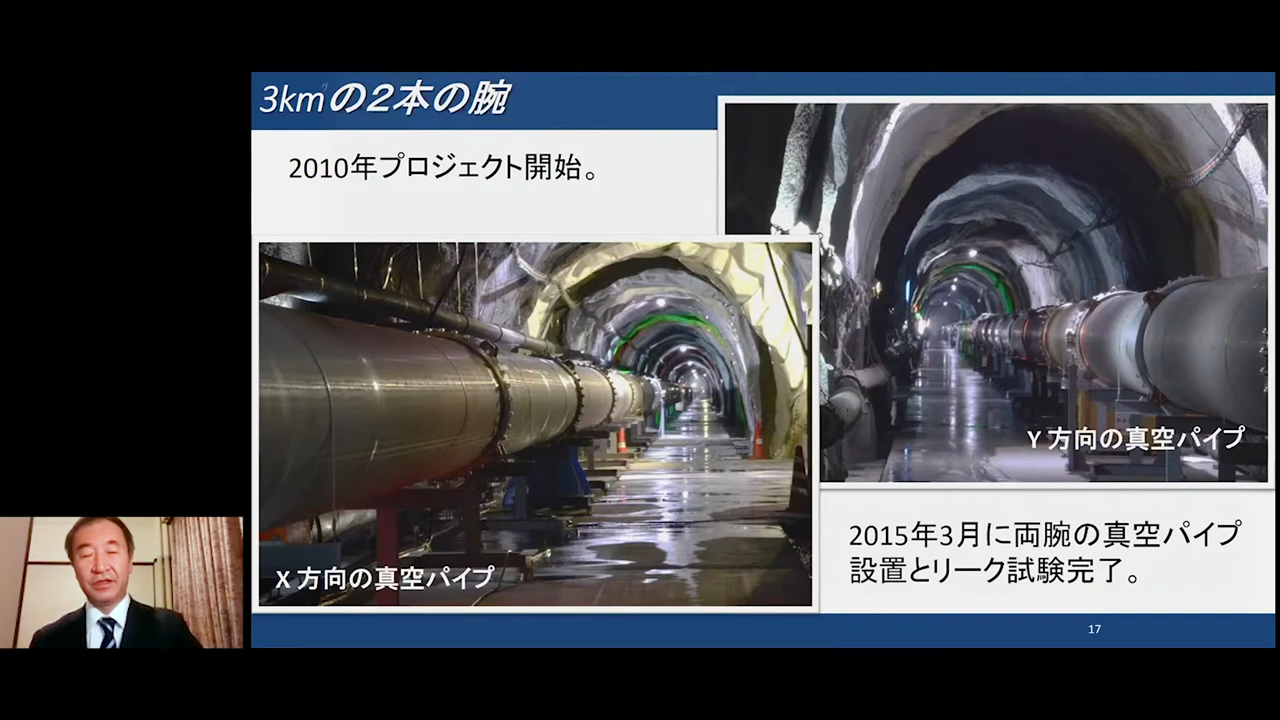 3kmの２本の腕
2010年プロジェクト開始。
Y 方向の真空パイプ
X 方向の真空パイプ
2015年3月に両腕の真空パイプ
設置とリーク試験完了。
17